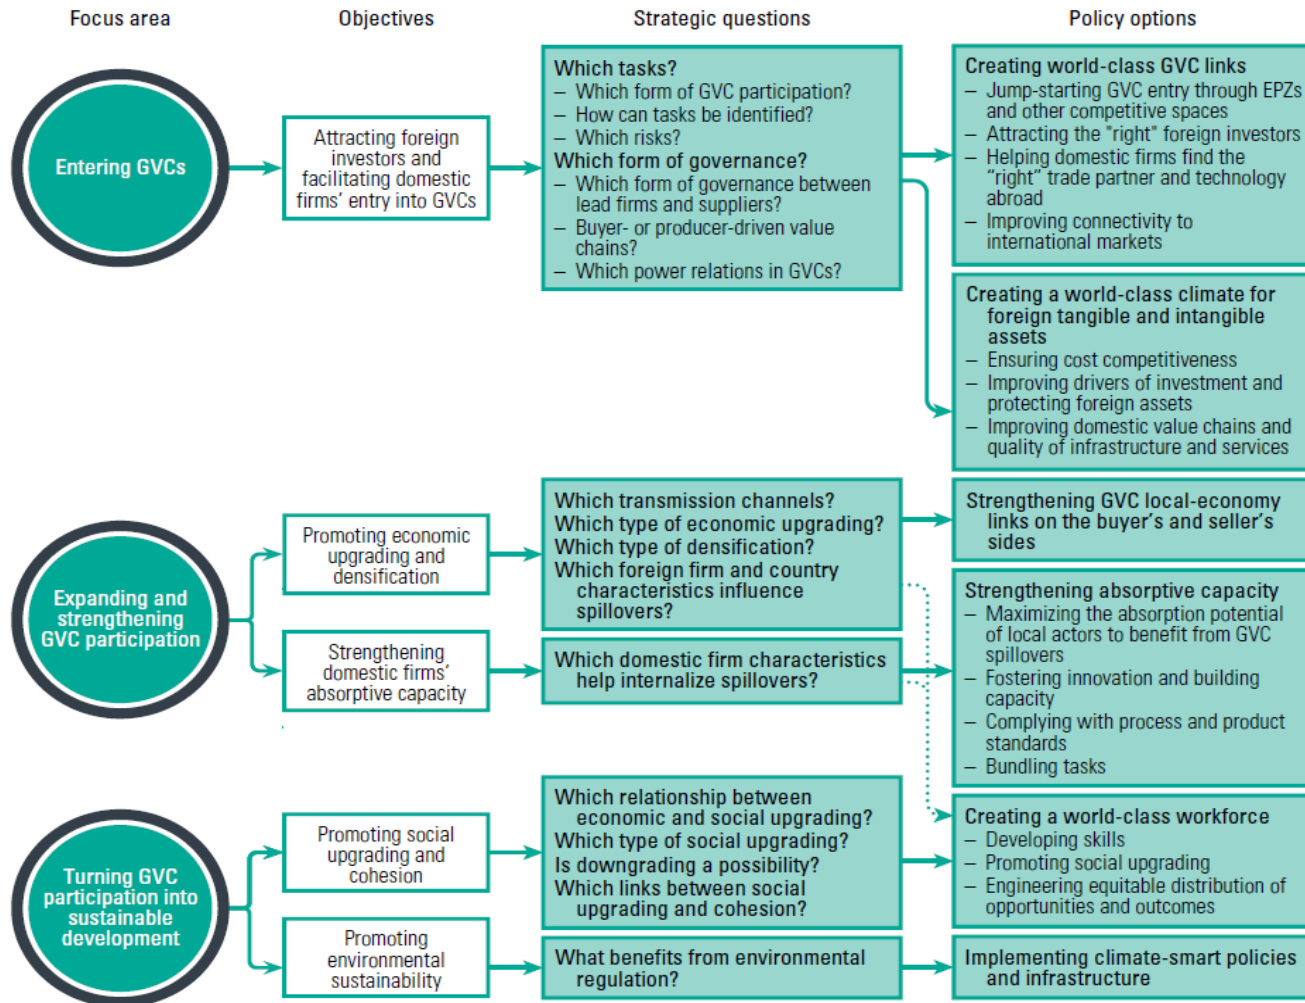 Focus area
Objectives
Strategic questions
Policy options
Entering GVCs
Attracting foreign
investors and
facilitating domestic
firms' entry into GVCs
Which tasks?
– Which form of GVC participation?
– How can tasks be identified?
– Which risks?
Which form of governance?
– Which form of governance between
lead firms and suppliers?
– Buyer- or producer-driven value
chains?
– Which power relations in GVCs?
Creating world-class GVC links
– Jump-starting GVC entry through EPZs
and other competitive spaces
– Attracting the "right" foreign investors
– Helping domestic firms find the
“right” trade partner and technology
abroad
– Improving connectivity to
international markets
Creating a world-class climate for
foreign tangible and intangible
assets
– Ensuring cost competitiveness
– Improving drivers of investment and
protecting foreign assets
– Improving domestic value chains and
quality of infrastructure and services
Expanding and
strengthening
GVC participation
Promoting economic
upgrading and
densification
Which transmission channels?
Which type of economic upgrading?
Which type of densification?
Which foreign firm and country
characteristics influence
spillovers?
Strengthening GVC local-economy
links on the buyer's and seller's
sides
Strengthening
domestic firms'
absorptive capacity
Which domestic firm characteristics
help internalize spillovers?
Strengthening absorptive capacity
– Maximizing the absorption potential
of local actors to benefit from GVC
spillovers
– Fostering innovation and building
capacity
– Complying with process and product
standards
– Bundling tasks
Turning GVC
participation into
sustainable
development
Promoting social
upgrading and
cohesion
Which relationship between
economic and social upgrading?
Which type of social upgrading?
Is downgrading a possibility?
Which links between social
upgrading and cohesion?
Creating a world-class workforce
– Developing skills
– Promoting social upgrading
– Engineering equitable distribution of
opportunities and outcomes
Promoting
environmental
sustainability
What benefits from environmental
regulation?
Implementing climate-smart policies
and infrastructure